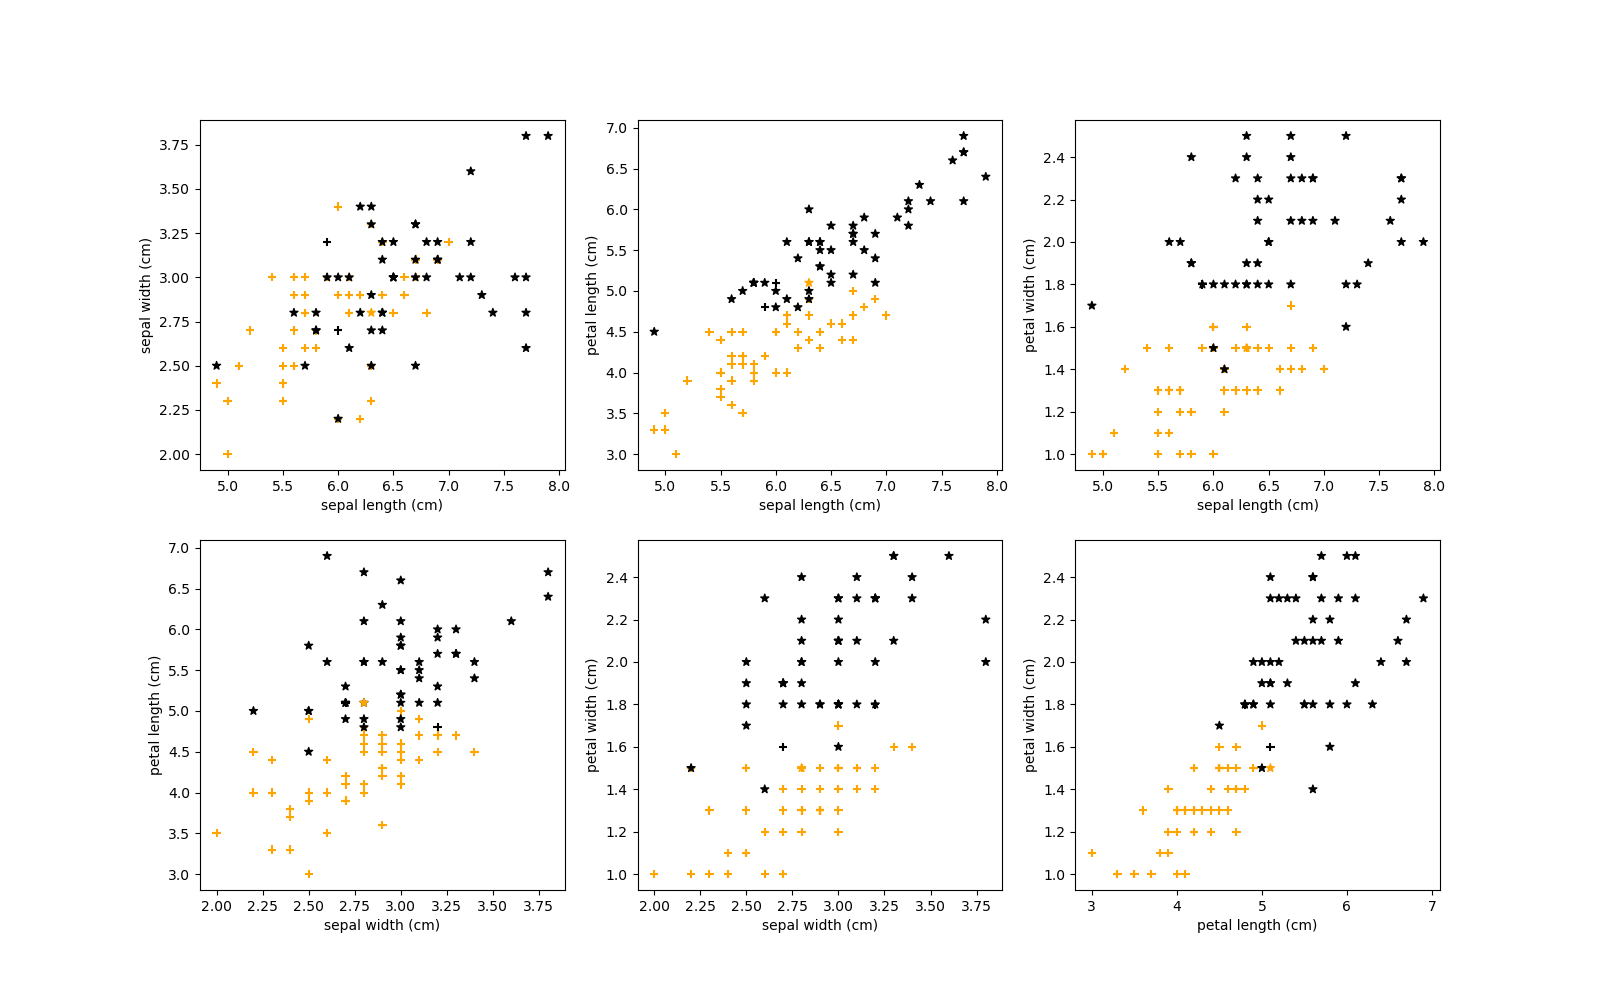 3.75
3.50
3.25
3.00
2.75
2.50
2.25
2.00
sepal width (cm)
5.0 5.5 6.0 6.5 7.0 7.5 8.0
sepal length (cm)
7.0
6.5
6.0
5.5
5.0
4.5
4.0
3.5
3.0
petal length (cm)
5.0 5.5 6.0 6.5 7.0 7.5 8.0
sepal length (cm)
2.4
2.2
2.0
1.8
1.6
1.4
1.2
1.0
petal width (cm)
5.0 5.5 6.0 6.5 7.0 7.5 8.0
sepal length (cm)
7.0
6.5
6.0
5.5
5.0
4.5
4.0
3.5
3.0
petal length (cm)
2.00 2.25 2.50 2.75 3.00 3.25 3.50 3.75
sepal width (cm)
2.4
2.2
2.0
1.8
1.6
1.4
1.2
1.0
petal width (cm)
2.00 2.25 2.50 2.75 3.00 3.25 3.50 3.75
sepal width (cm)
2.4
2.2
2.0
1.8
1.6
1.4
1.2
1.0
petal width (cm)
3 4 5 6 7
petal length (cm)